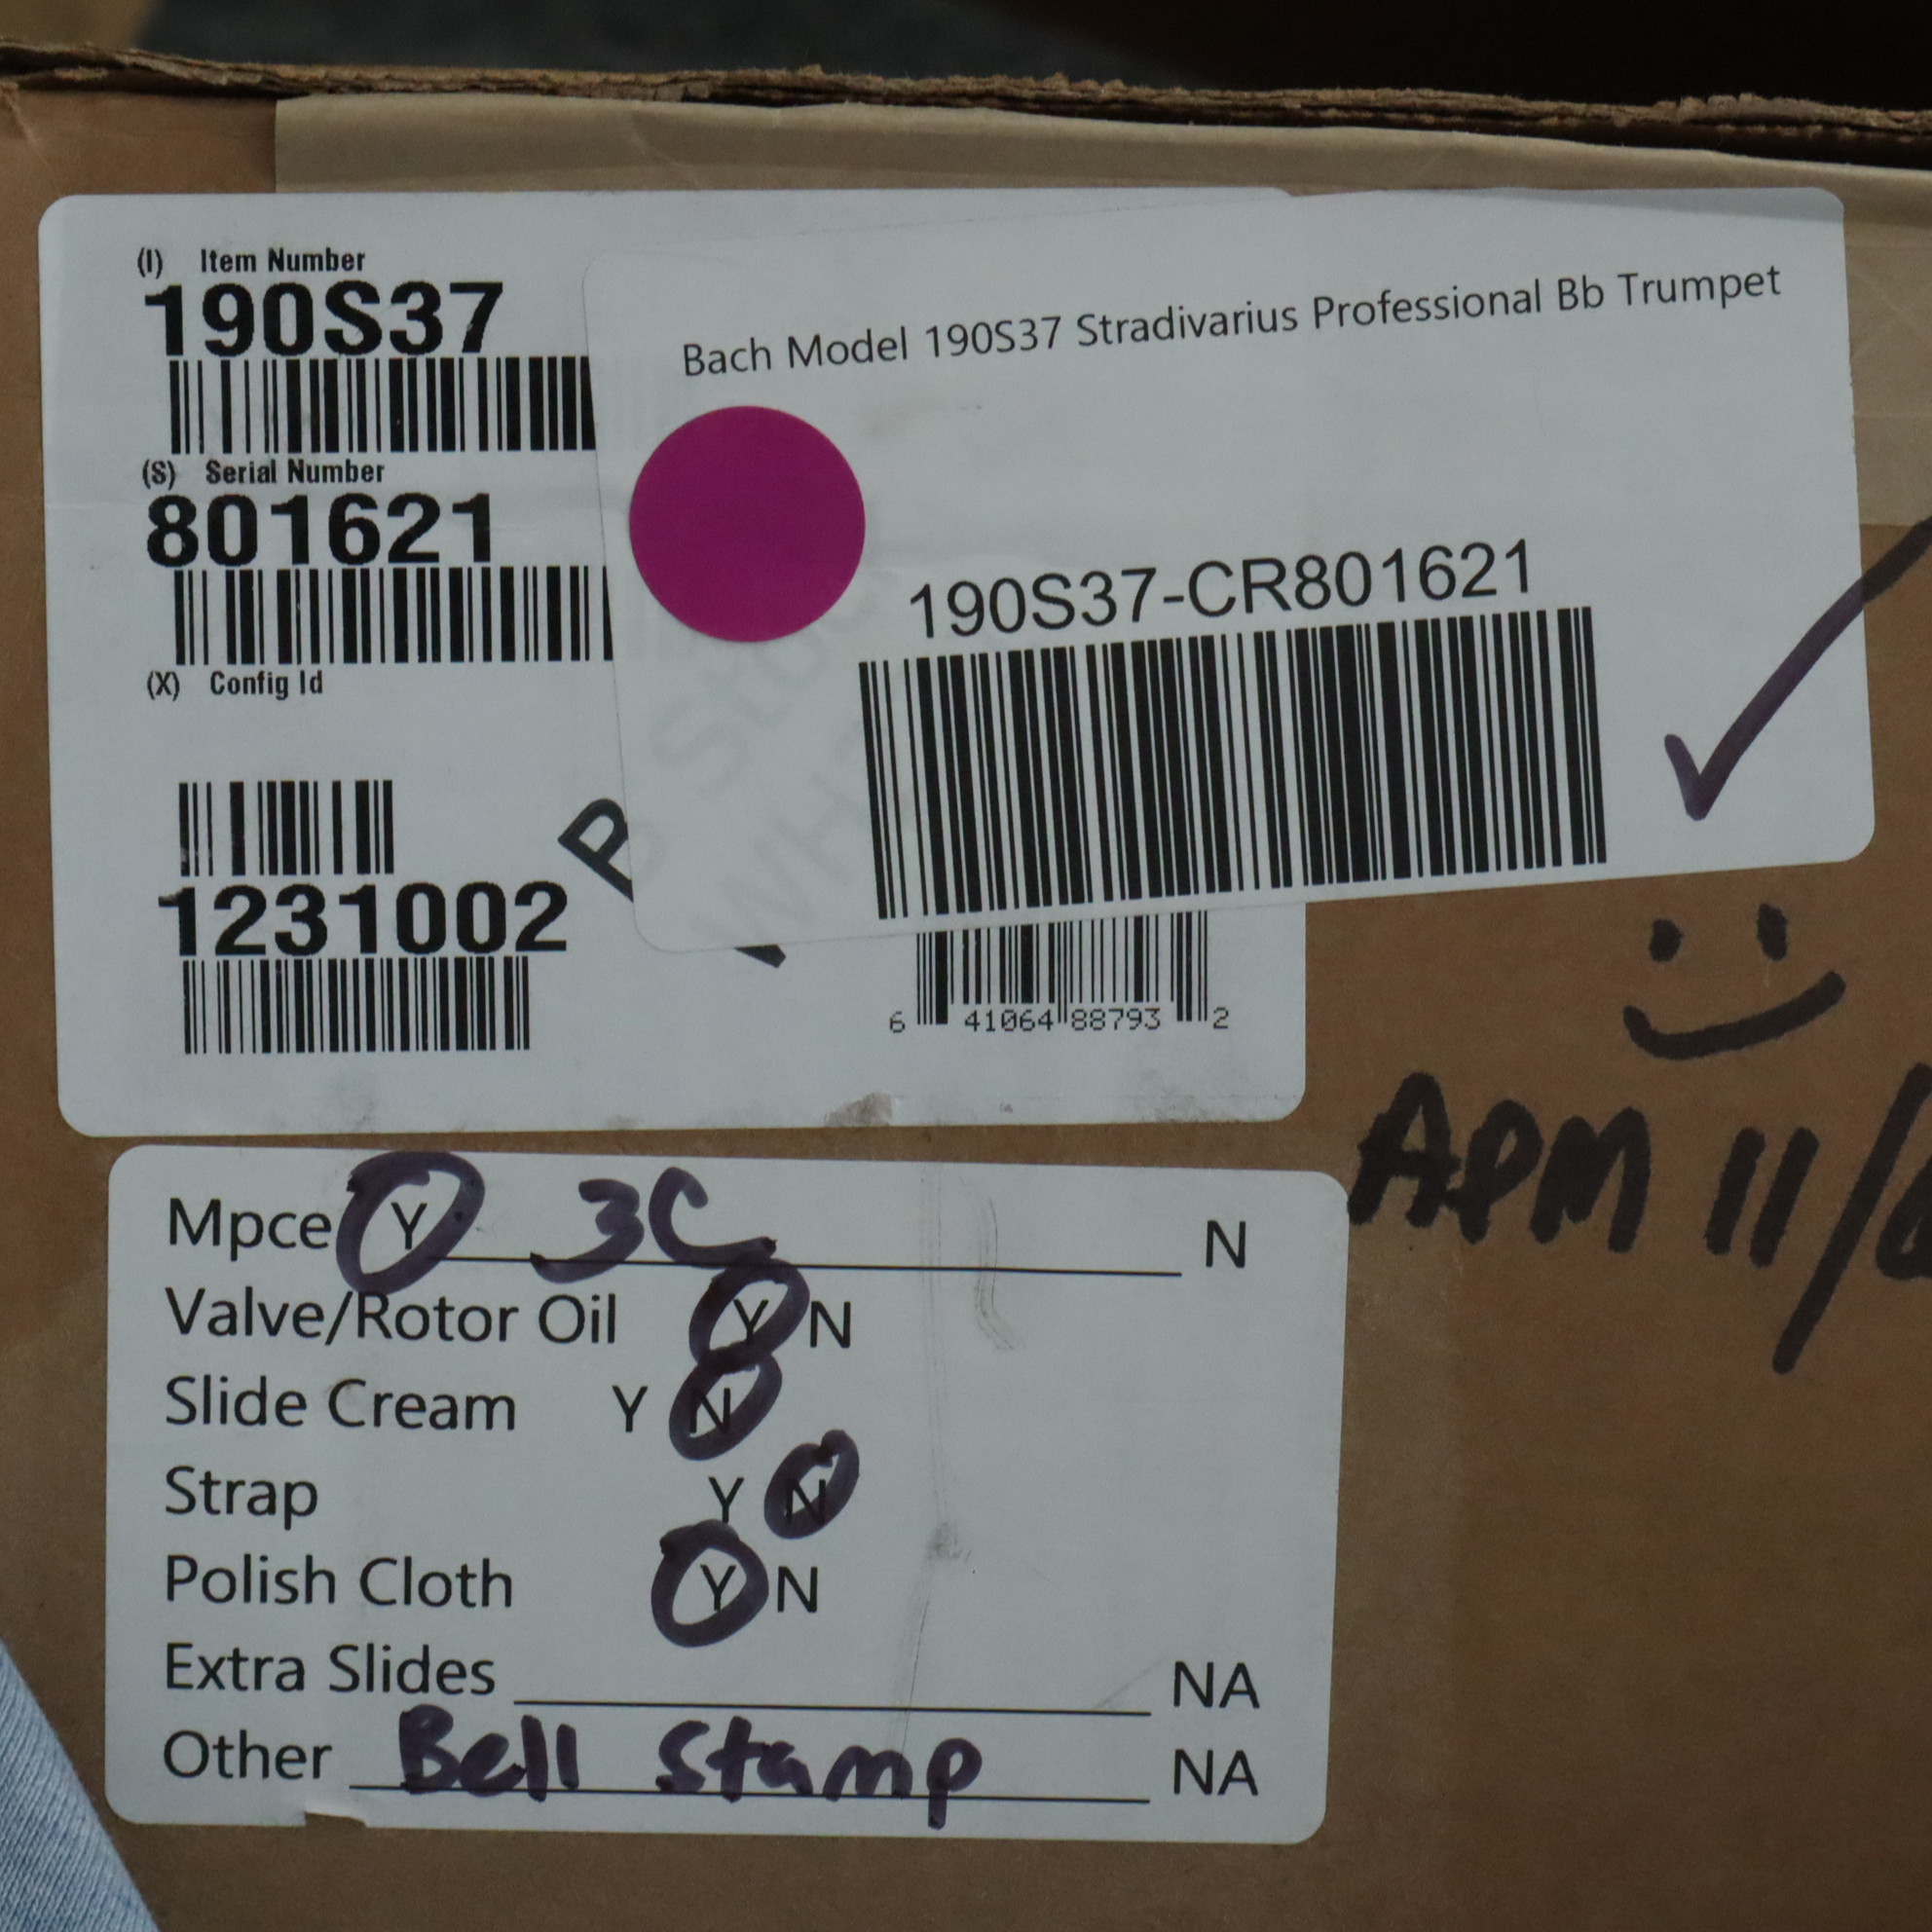 (I) Item Number
190S37
(S) Serial Number
801621
(X) Config Id
1231002
Bach Model 190S37 Stradivarius Professional Bb Trumpet
190S37-CR801621
6 41064 88793 2
APM 11/
Mpce Y 3C N
Valve/Rotor Oil Y N
Slide Cream Y N
Strap Y N
Polish Cloth Y N
Extra Slides NA
Other Bell Stamp NA